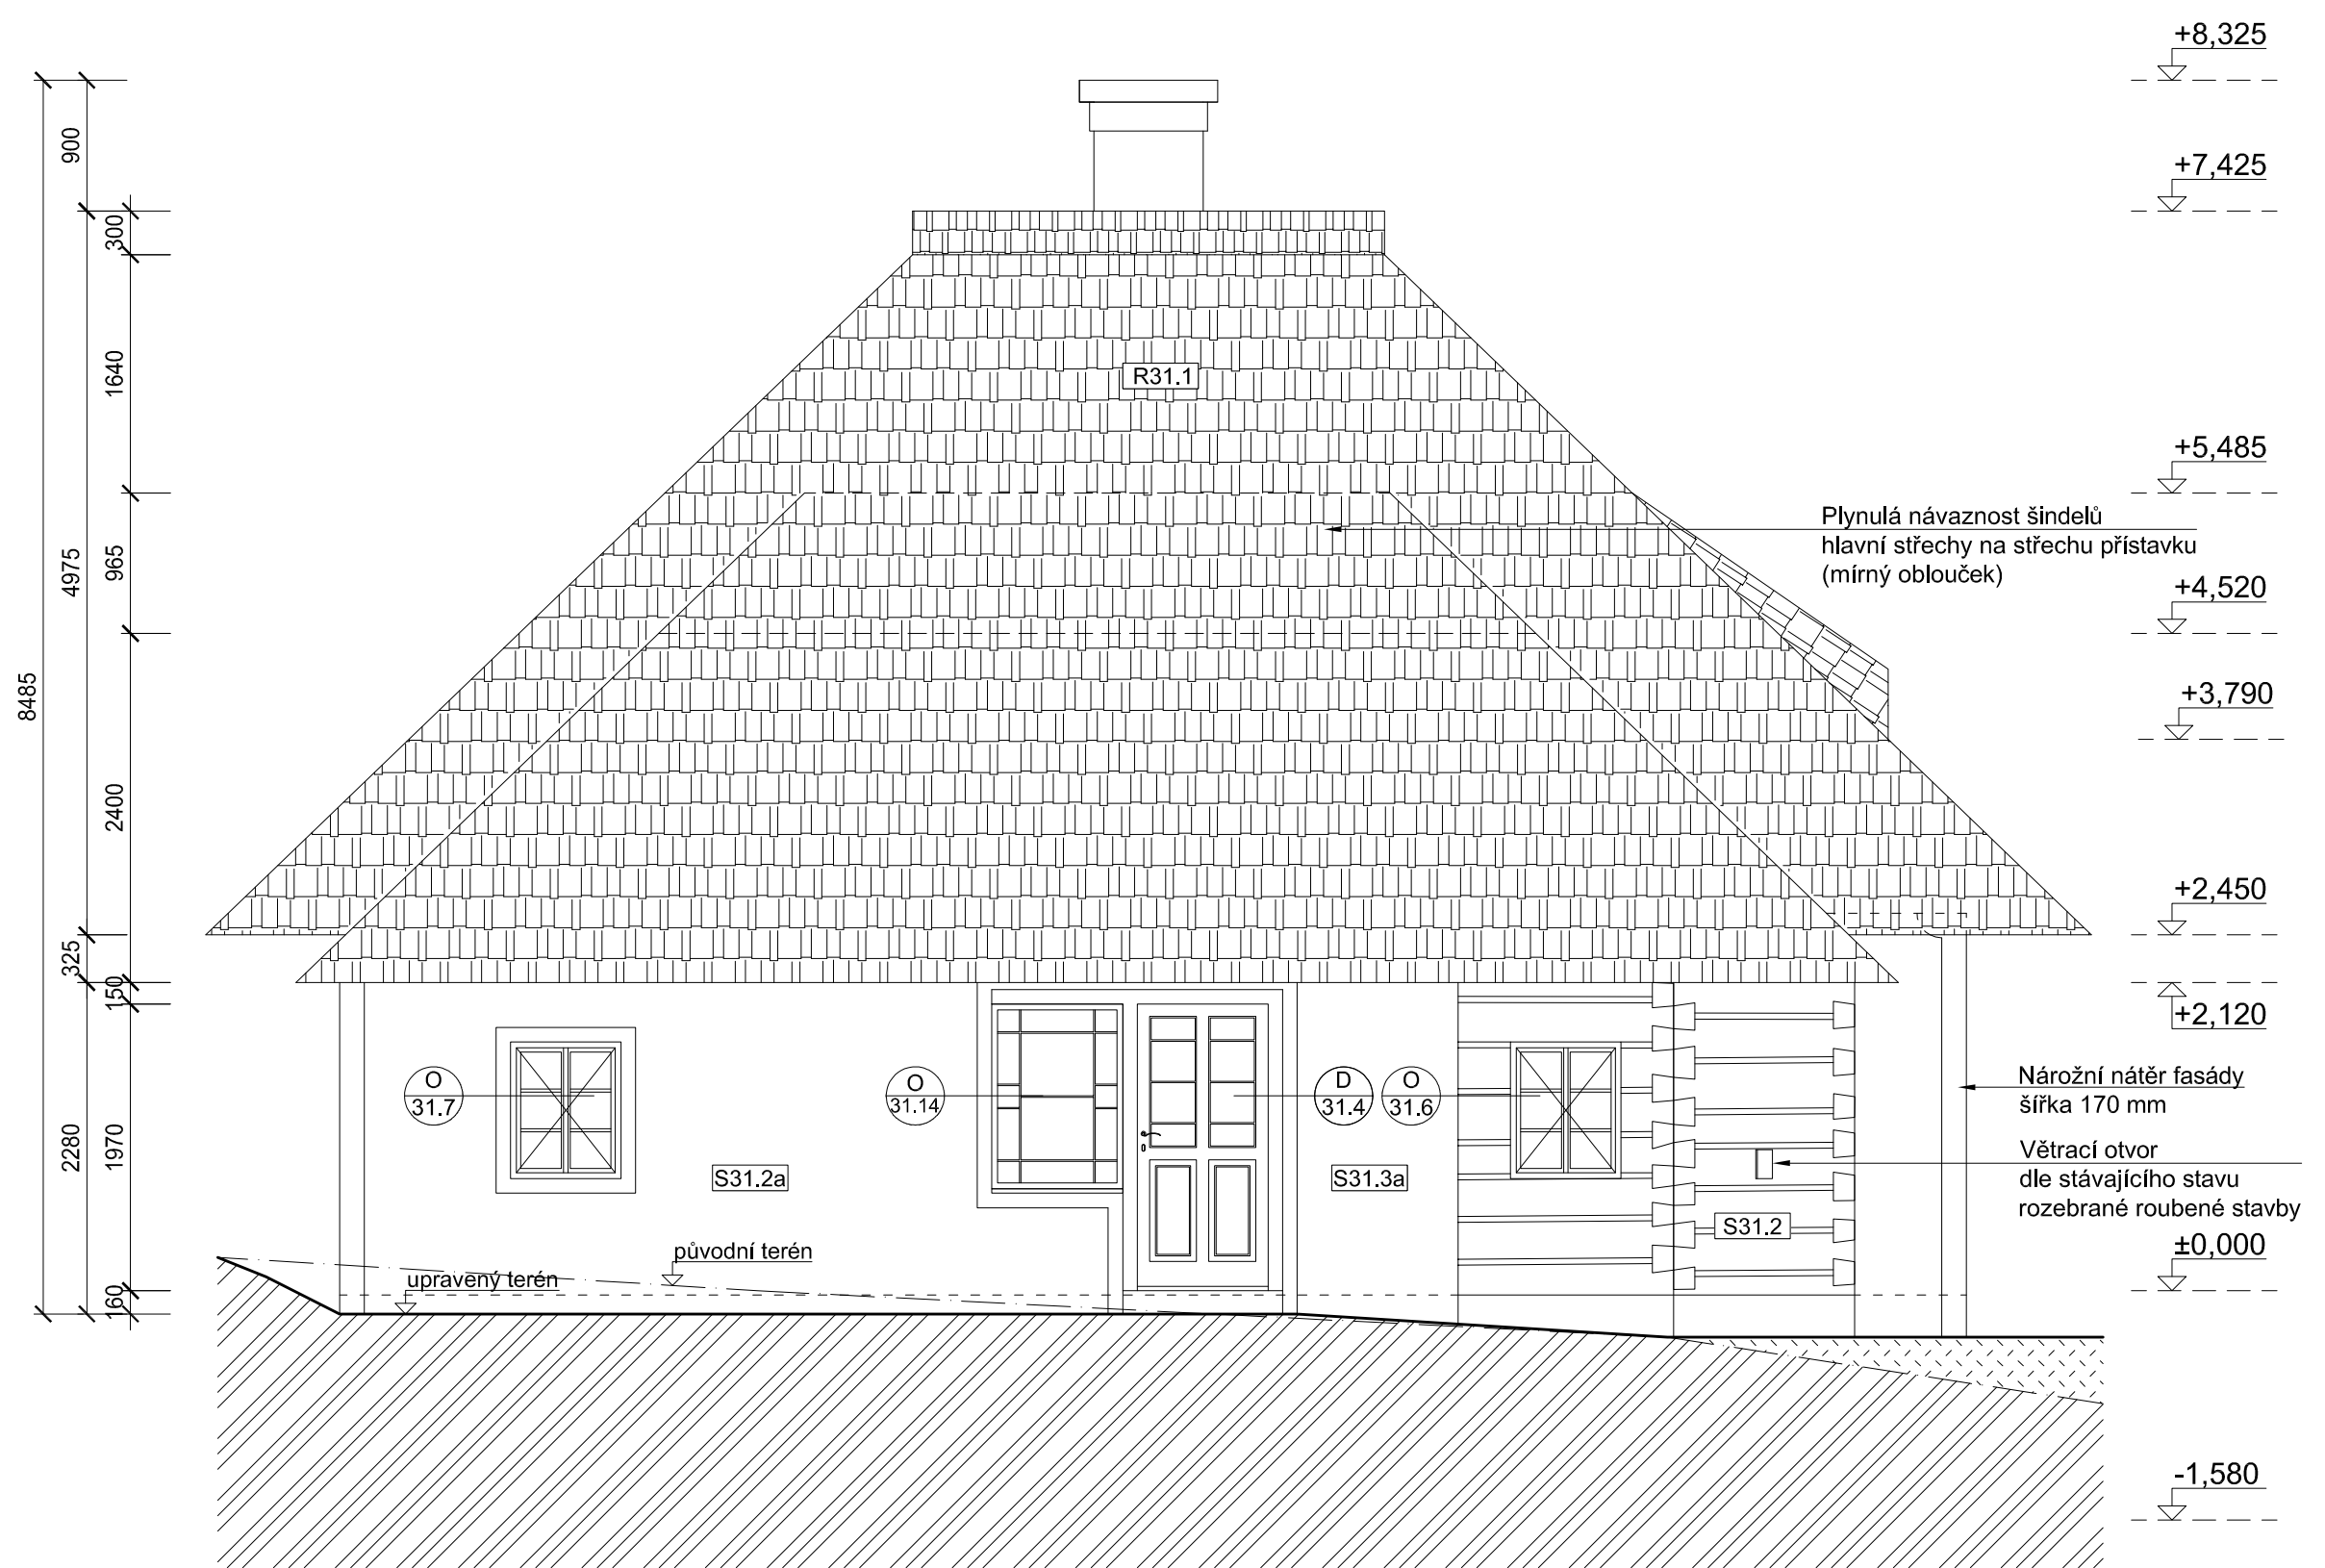 +8,325
900
+7,425
300
1640
R31.1
+5,485
Plynulá návaznost šindelů
hlavní střechy na střechu přístavku
(mírný oblouček)
965
4975
+4,520
8485
+3,790
2400
+2,450
325
150
+2,120
O
31.7
O
31.14
D
31.4
O
31.6
Nárožní nátěr fasády
šířka 170 mm
2280
1970
S31.2a
S31.3a
Větrací otvor
dle stávajícího stavu
rozebrané roubené stavby
S31.2
±0,000
původní terén
upravený terén
160
-1,580